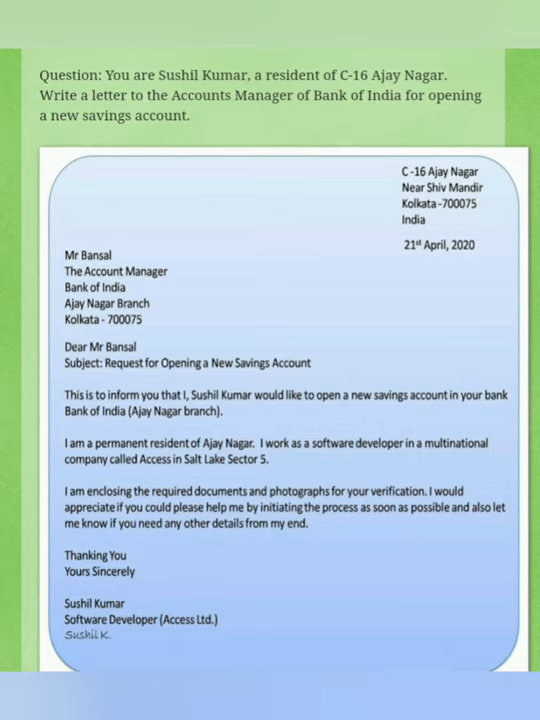 Question: You are Sushil Kumar, a resident of C-16 Ajay Nagar.
Write a letter to the Accounts Manager of Bank of India for opening
a new savings account.
C -16 Ajay Nagar
Near Shiv Mandir
Kolkata -700075
India
21st April, 2020
Mr Bansal
The Account Manager
Bank of India
Ajay Nagar Branch
Kolkata - 700075
Dear Mr Bansal
Subject: Request for Opening a New Savings Account
This is to inform you that I, Sushil Kumar would like to open a new savings account in your bank
Bank of India (Ajay Nagar branch).
I am a permanent resident of Ajay Nagar. I work as a software developer in a multinational
company called Access in Salt Lake Sector 5.
I am enclosing the required documents and photographs for your verification. I would
appreciate if you could please help me by initiating the process as soon as possible and also let
me know if you need any other details from my end.
Thanking You
Yours Sincerely
Sushil Kumar
Software Developer (Access Ltd.)
Sushil K.